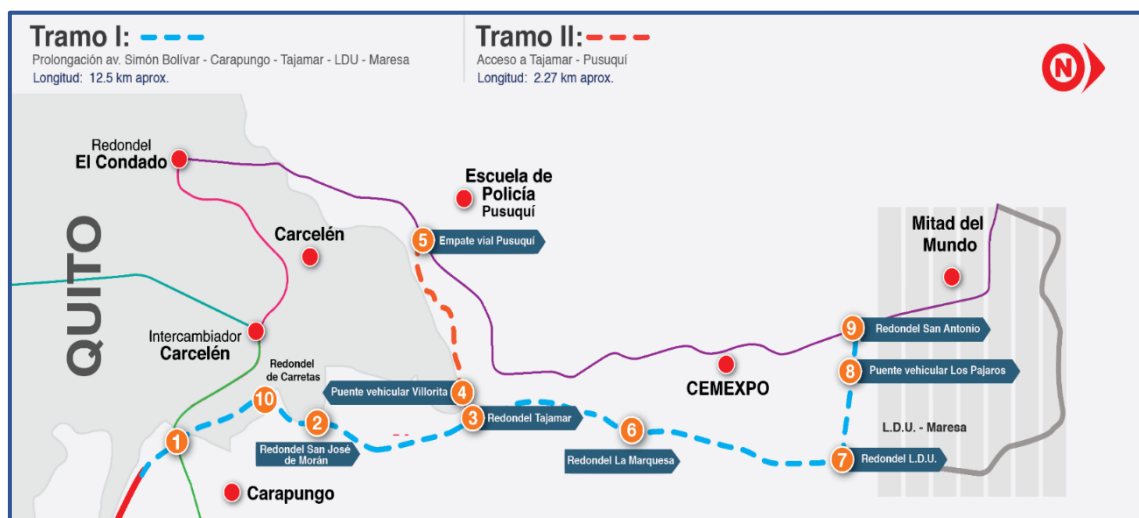 Tramo I:
Prolongación av. Simón Bolívar - Carapungo - Tajamar - LDU - Maresa
Longitud: 12.5 km aprox.
Tramo II:
Acceso a Tajamar - Pusuquí
Longitud: 2.27 km aprox.
N
Redondel
El Condado
QUITO
Carcelén
Escuela de
Policía
Pusuquí
5
Empate vial Pusuquí
Mitad del
Mundo
Intercambiador
Carcelén
9
Redondel San Antonio
Redondel
de Carretas
CEMEXPO
8
Puente vehicular Los Pajaros
Puente vehicular Villorita
4
10
3
Redondel Tajamar
2
Redondel San José
de Morán
1
6
Redondel La Marquesa
L.D.U. - Maresa
7
Redondel L.D.U.
Carapungo